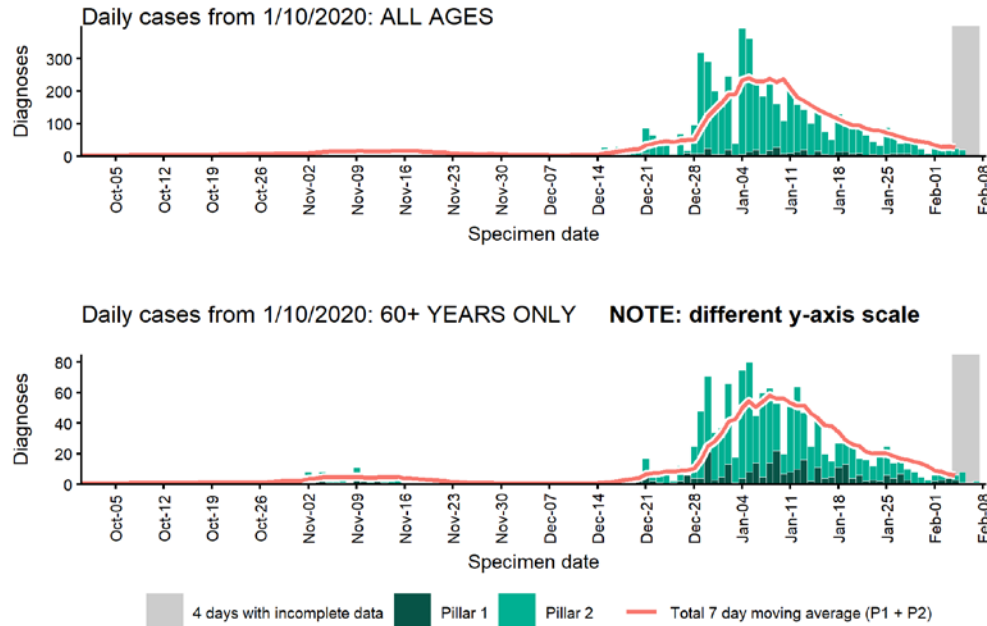 Daily cases from 1/10/2020: ALL AGES
Diagnoses
300
200
100
0
Oct-05
Oct-12
Oct-19
Oct-26
Nov-02
Nov-09
Nov-16
Nov-23
Nov-30
Dec-07
Dec-14
Dec-21
Dec-28
Jan-04
Jan-11
Jan-18
Jan-25
Feb-01
Feb-08
Specimen date
Daily cases from 1/10/2020: 60+ YEARS ONLY NOTE: different y-axis scale
Diagnoses
80
60
40
20
0
Oct-05
Oct-12
Oct-19
Oct-26
Nov-02
Nov-09
Nov-16
Nov-23
Nov-30
Dec-07
Dec-14
Dec-21
Dec-28
Jan-04
Jan-11
Jan-18
Jan-25
Feb-01
Feb-08
Specimen date
4 days with incomplete data Pillar 1 Pillar 2 Total 7 day moving average (P1 + P2)